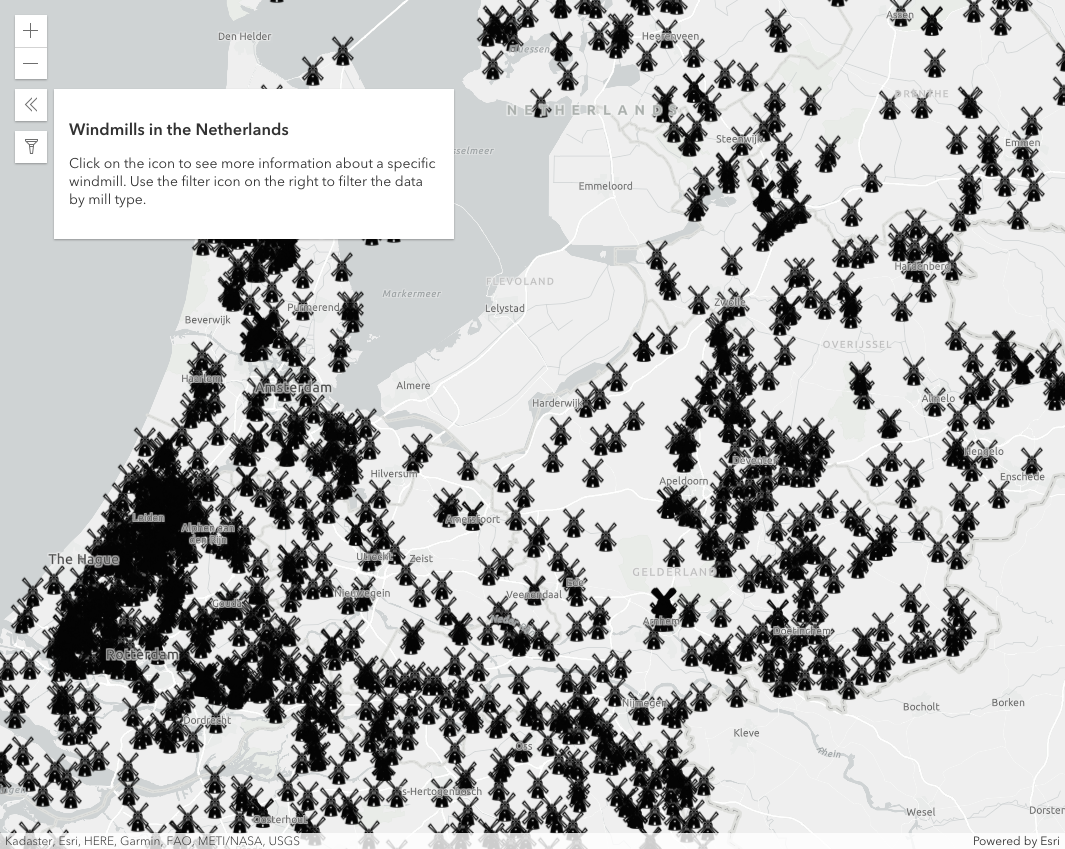 Den Helder
Assen
Heerenveen
NETHERLANDS
DRENTHE
Windmills in the Netherlands
Click on the icon to see more information about a specific
windmill. Use the filter icon on the right to filter the data
by mill type.
Steenwijk
Emmen
Emmeloord
Hardenberg
FLEVOLAND
Markermeer
Zwolle
Purmerend
Lelystad
Beverwijk
OVERIJSSEL
Haarlem
Amsterdam
Almere
Harderwijk
Almelo
Hengelo
Deventer
Hilversum
Apeldoorn
Enschede
Leiden
Amersfoort
Alphen aan
den Rijn
The Hague
Utrecht
Zeist
GELDERLAND
Ede
Nieuwegein
Veenendaal
Gouda
Arnhem
Doetinchem
Rotterdam
Nijmegen
Bocholt
Borken
Dordrecht
Kleve
Oss
Rhein
's-Hertogenbosch
Oosterhout
Wesel
Dorsten
Kadaster, Esri, HERE, Garmin, FAO, METI/NASA, USGS
Powered by Esri